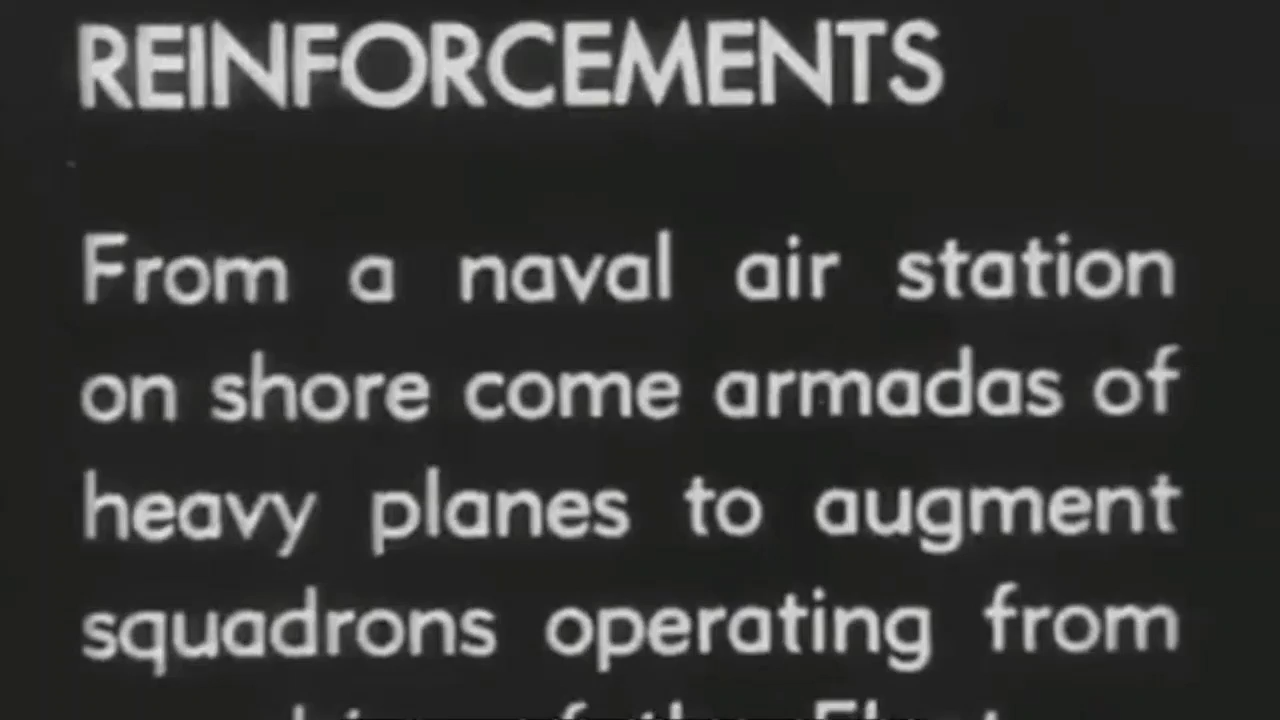 REINFORCEMENTS
From a naval air station
on shore come armadas of
heavy planes to augment
squadrons operating from